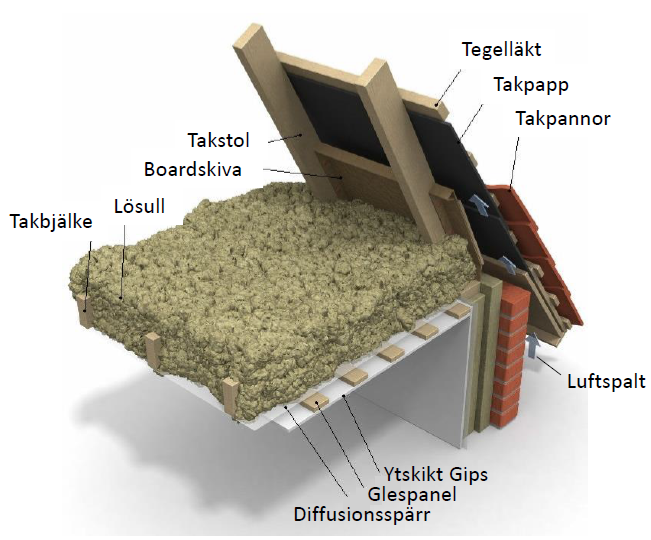 Tegelläkt
Takpapp
Takpannor
Takstol
Boardskiva
Lösull
Takbjälke
Luftspalt
Ytskikt Gips
Glespanel
Diffusionsspärr